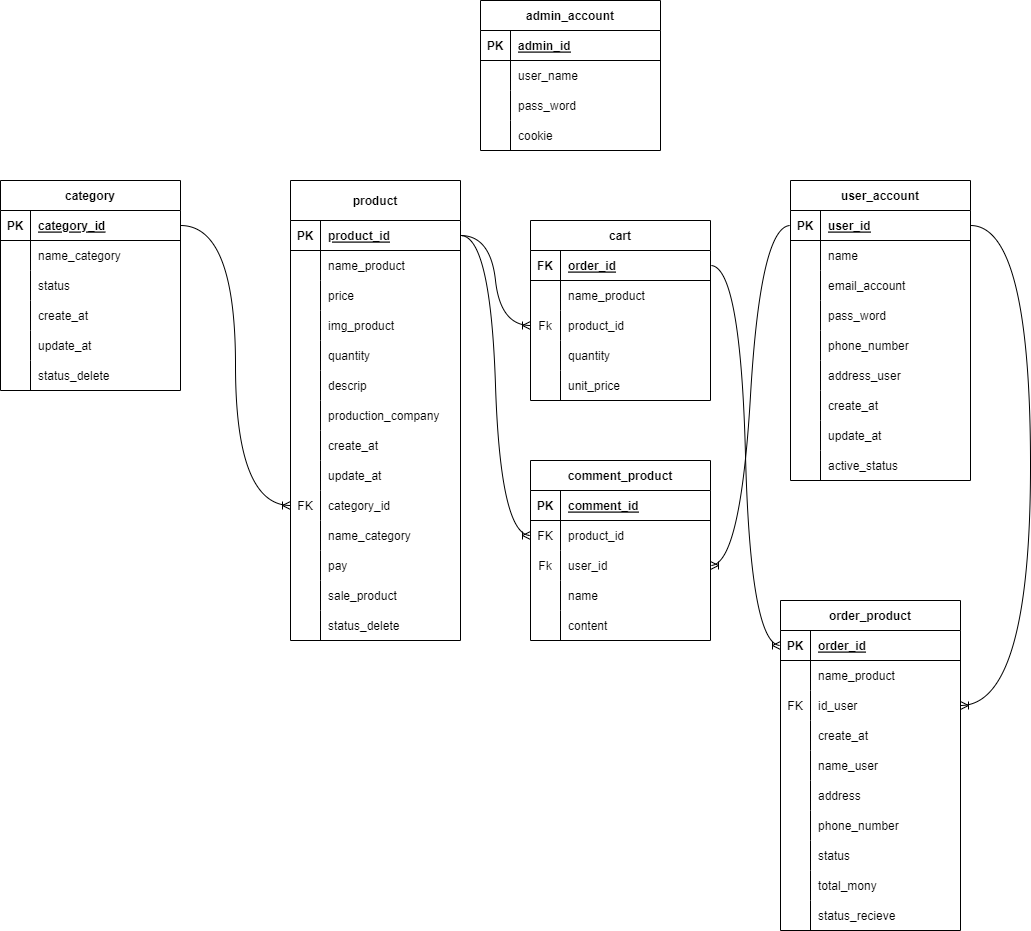 admin_account
PK admin_id
user_name
pass_word
cookie
category
PK category_id
name_category
status
create_at
update_at
status_delete
product
PK product_id
name_product
price
img_product
quantity
descrip
production_company
create_at
update_at
FK category_id
name_category
pay
sale_product
status_delete
cart
FK order_id
name_product
Fk product_id
quantity
unit_price
comment_product
PK comment_id
FK product_id
Fk user_id
name
content
user_account
PK user_id
name
email_account
pass_word
phone_number
address_user
create_at
update_at
active_status
order_product
PK order_id
name_product
FK id_user
create_at
name_user
address
phone_number
status
total_mony
status_recieve